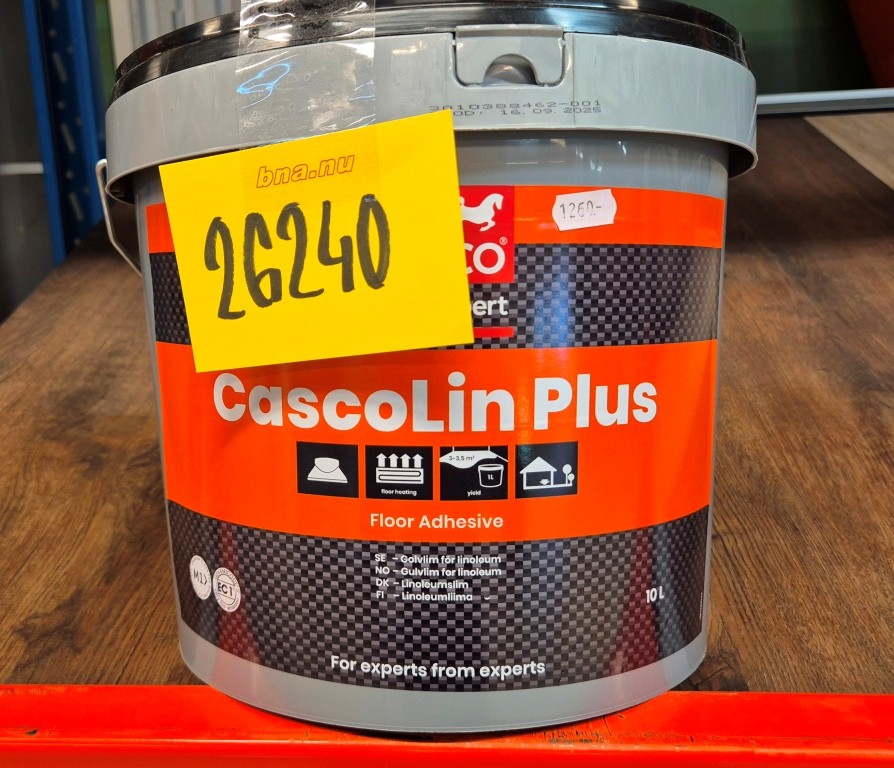 3010388462-001
OD: 16.09.2025
bna.nu
26240
1260.-
CO®
ert
CascoLin Plus
floor heating
3-3,5 m²
1L
yield
Floor Adhesive
SE – Golvlim för linoleum
NO – Gulvlim for linoleum
DK – Linoleumslim
FI – Linoleumliima
M1
EC1
10 L
For experts from experts